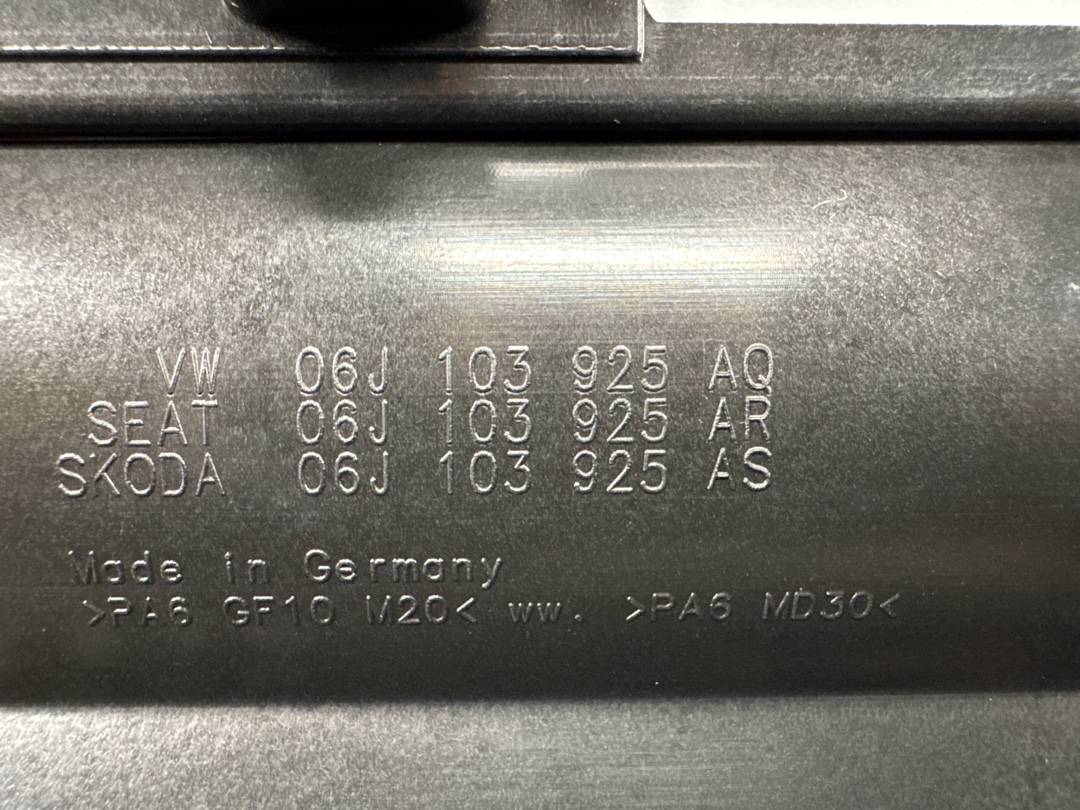 VW 06J 103 925 AQ
SEAT 06J 103 925 AR
SKODA 06J 103 925 AS
Made in Germany
>PA6 GF10 M20< ww. >PA6 MD30<